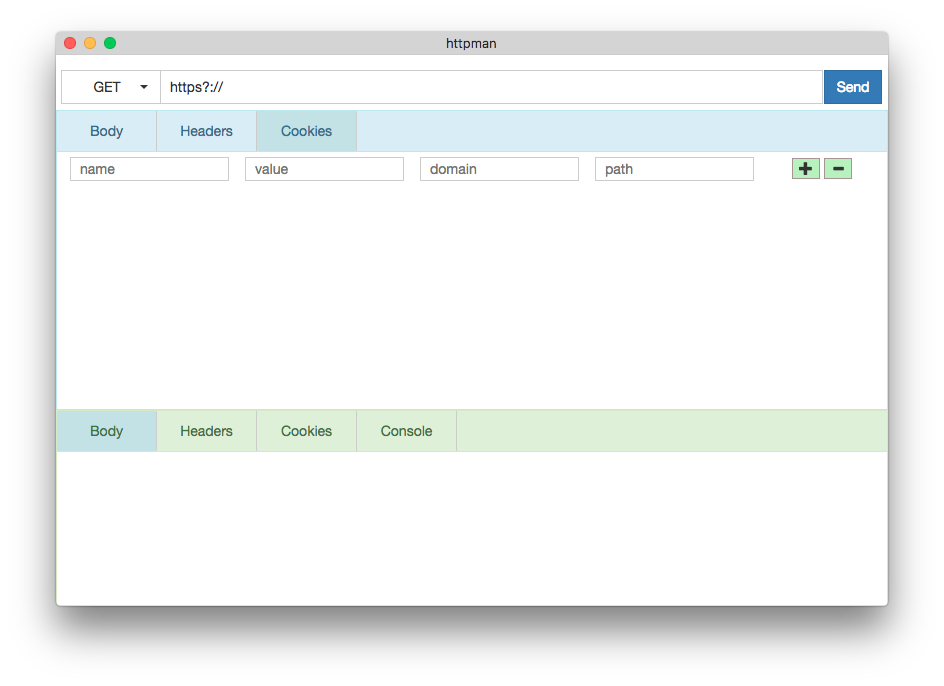 httpman
GET https?:// Send
Body Headers Cookies
name value domain path
Body Headers Cookies Console